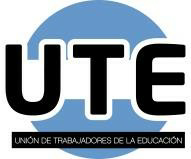 UTE
UNIÓN DE TRABAJADORES DE LA EDUCACIÓN